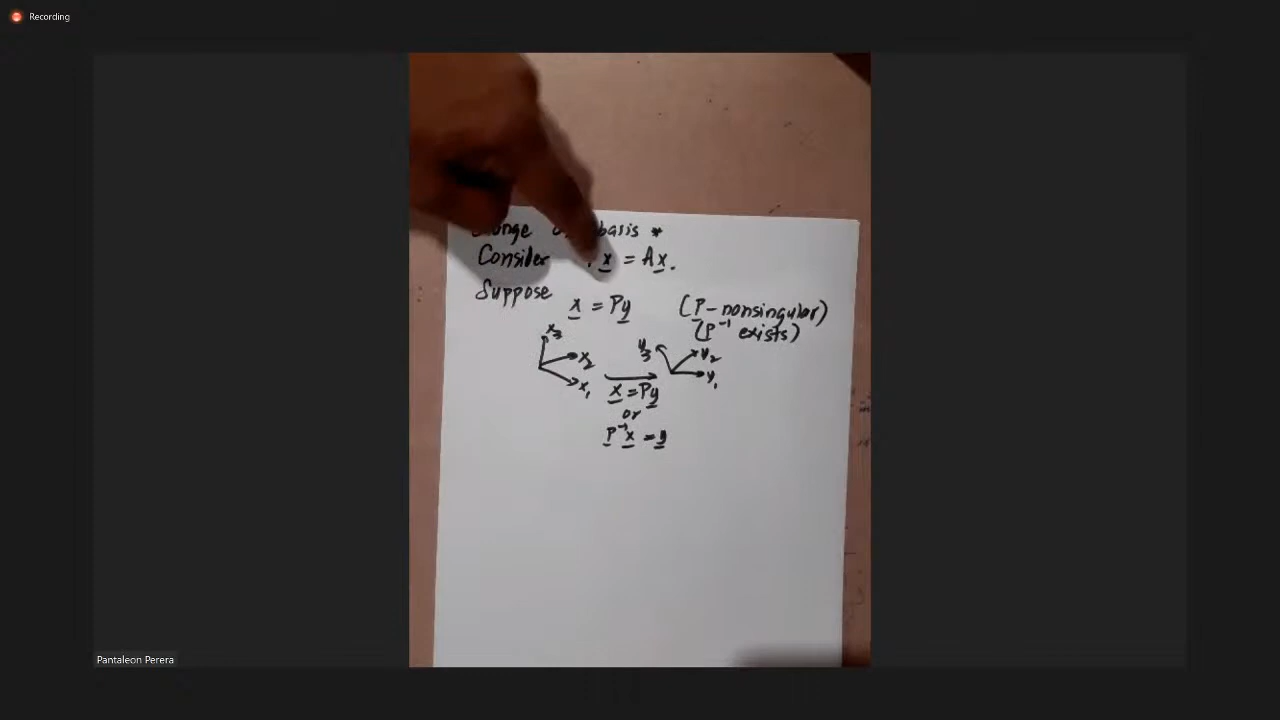 Recording
basis *
Consider x = Ax.
Suppose
x = Py (P - nonsingular)
(P⁻¹ exists)
x₃ x₂ x₁
y₃ y₂ y₁
x = Py
or
P⁻¹x = y
Pantaleon Perera